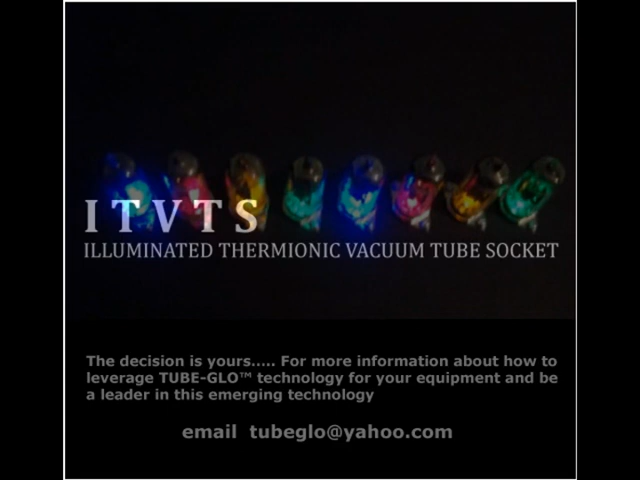 I T V T S
ILLUMINATED THERMIONIC VACUUM TUBE SOCKET
The decision is yours..... For more information about how to
leverage TUBE-GLO™ technology for your equipment and be
a leader in this emerging technology
email  tubeglo@yahoo.com